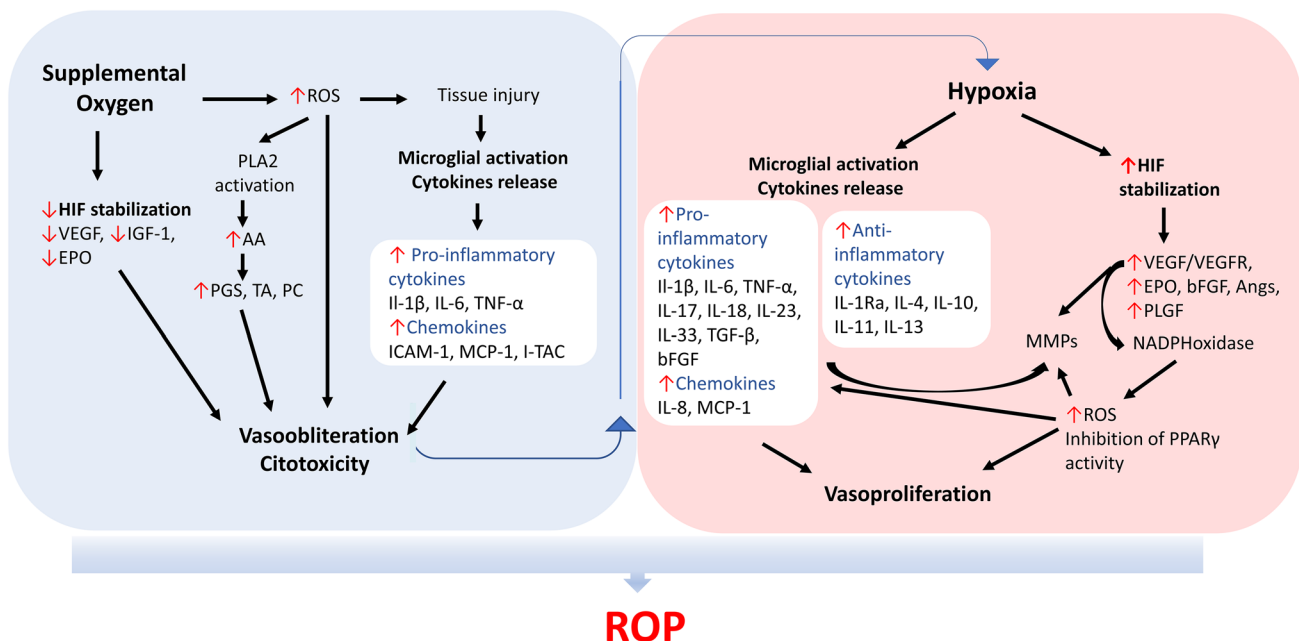 Supplemental
Oxygen
↑ROS
Tissue injury
PLA2
activation
Microglial activation
Cytokines release
↓HIF stabilization
↓VEGF, ↓IGF-1,
↓EPO
↑AA
↑PGS, TA, PC
↑ Pro-inflammatory
cytokines
Il-1β, IL-6, TNF-α
↑Chemokines
ICAM-1, MCP-1, I-TAC
Vasoobliteration
Citotoxicity
Hypoxia
Microglial activation
Cytokines release
↑HIF
stabilization
↑Pro-
inflammatory
cytokines
Il-1β, IL-6, TNF-α,
IL-17, IL-18, IL-23,
IL-33, TGF-β,
bFGF
↑Chemokines
IL-8, MCP-1
↑Anti-
inflammatory
cytokines
IL-1Ra, IL-4, IL-10,
IL-11, IL-13
↑VEGF/VEGFR,
↑EPO, bFGF, Angs,
↑PLGF
MMPs
NADPHoxidase
↑ROS
Inhibition of PPARγ
activity
Vasoproliferation
ROP